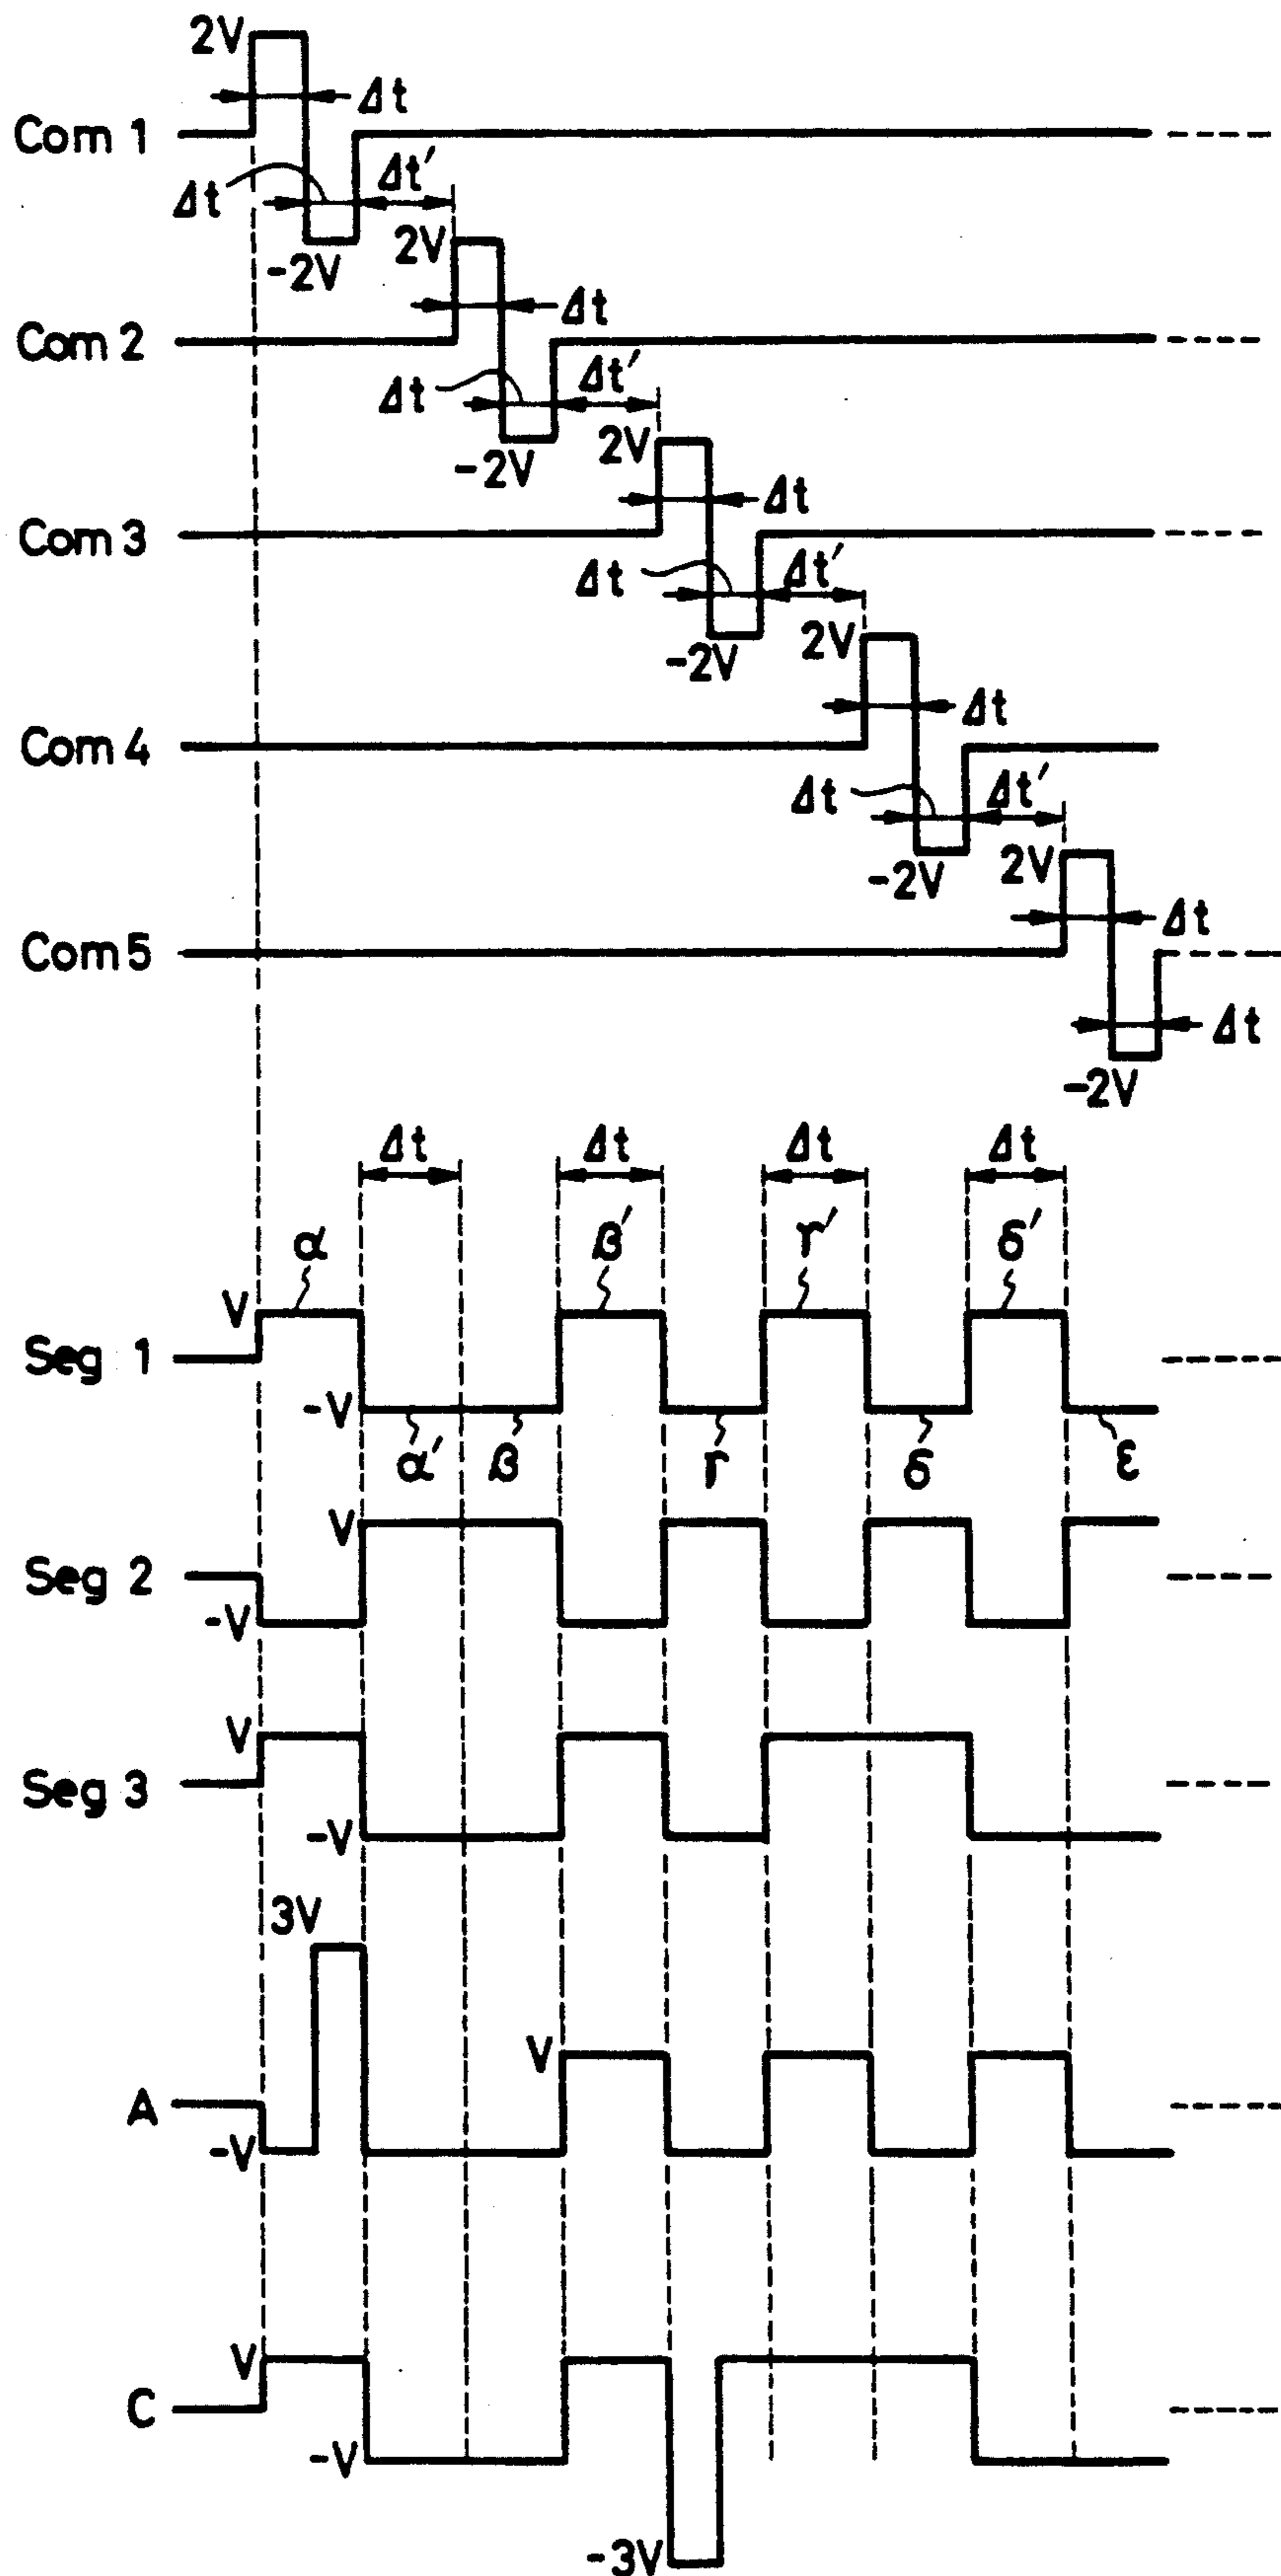 2V
Δt
Com 1
Δt Δt′
-2V 2V
Δt
Com 2
Δt Δt′
-2V 2V
Δt
Com 3
Δt Δt′
-2V 2V
Δt
Com 4
Δt Δt′
-2V 2V
Δt
Com 5
Δt
-2V
Δt Δt Δt Δt
α β′ γ′ δ′
V
Seg 1
-V
α′ β γ δ ε
V
Seg 2
-V
V
Seg 3
-V
3V
V
A
-V
V
C
-V
-3V